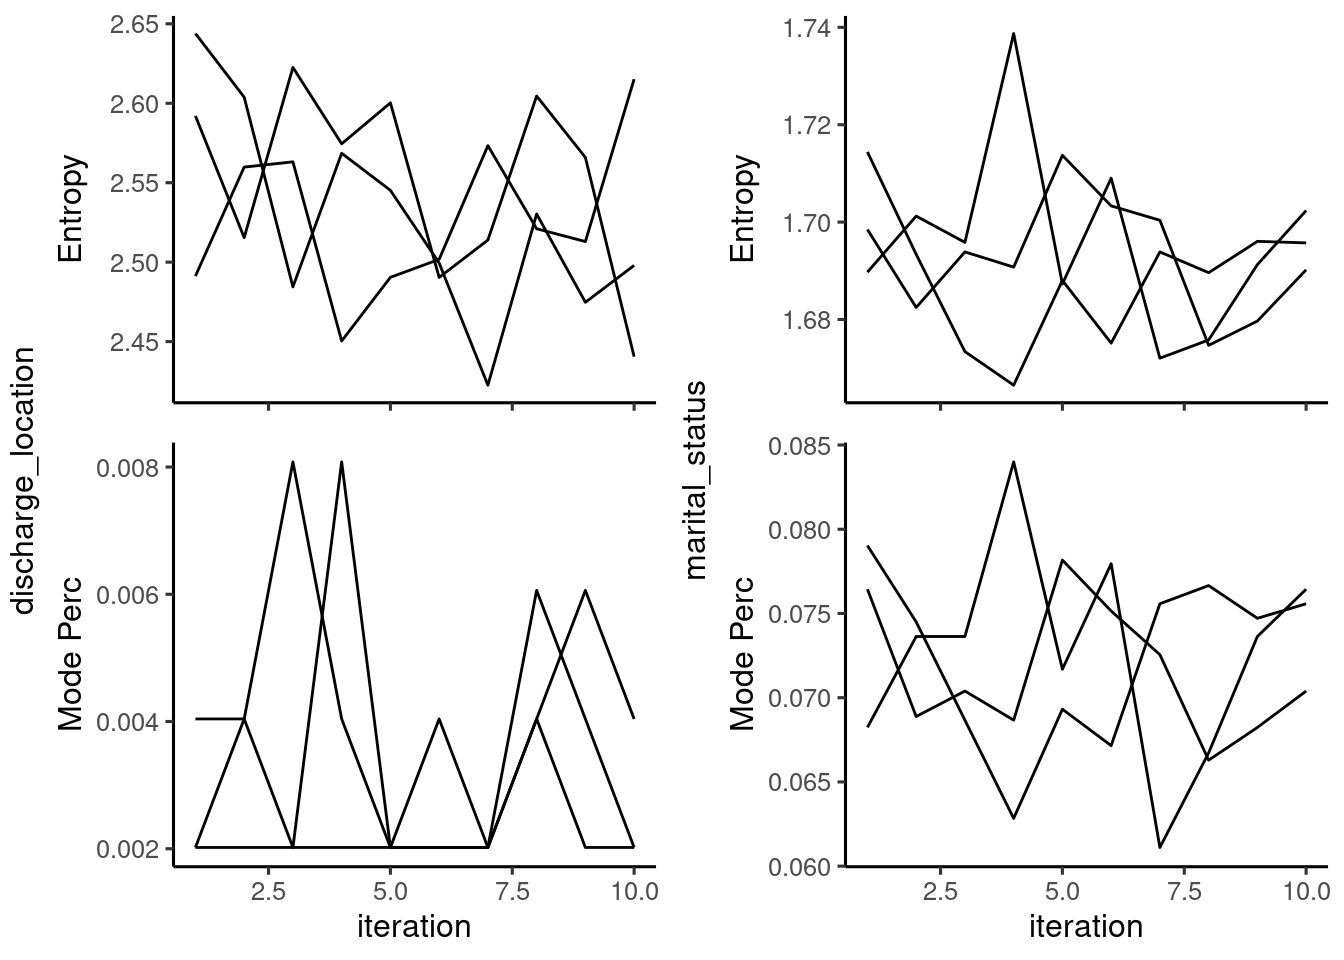 discharge_location
Entropy
2.65
2.60
2.55
2.50
2.45
Mode Perc
0.008
0.006
0.004
0.002
2.5 5.0 7.5 10.0
iteration
marital_status
Entropy
1.74
1.72
1.70
1.68
Mode Perc
0.085
0.080
0.075
0.070
0.065
0.060
2.5 5.0 7.5 10.0
iteration